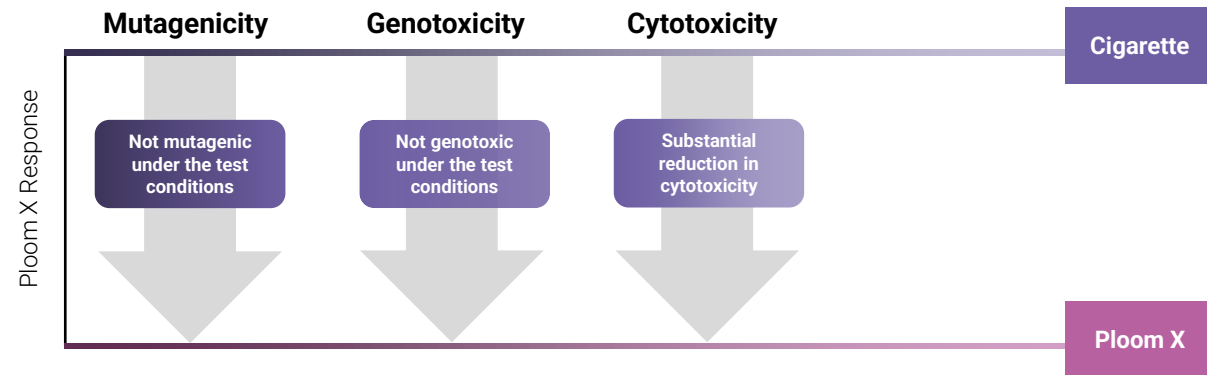 Mutagenicity
Genotoxicity
Cytotoxicity
Cigarette
Ploom X Response
Not mutagenic
under the test
conditions
Not genotoxic
under the test
conditions
Substantial
reduction in
cytotoxicity
Ploom X